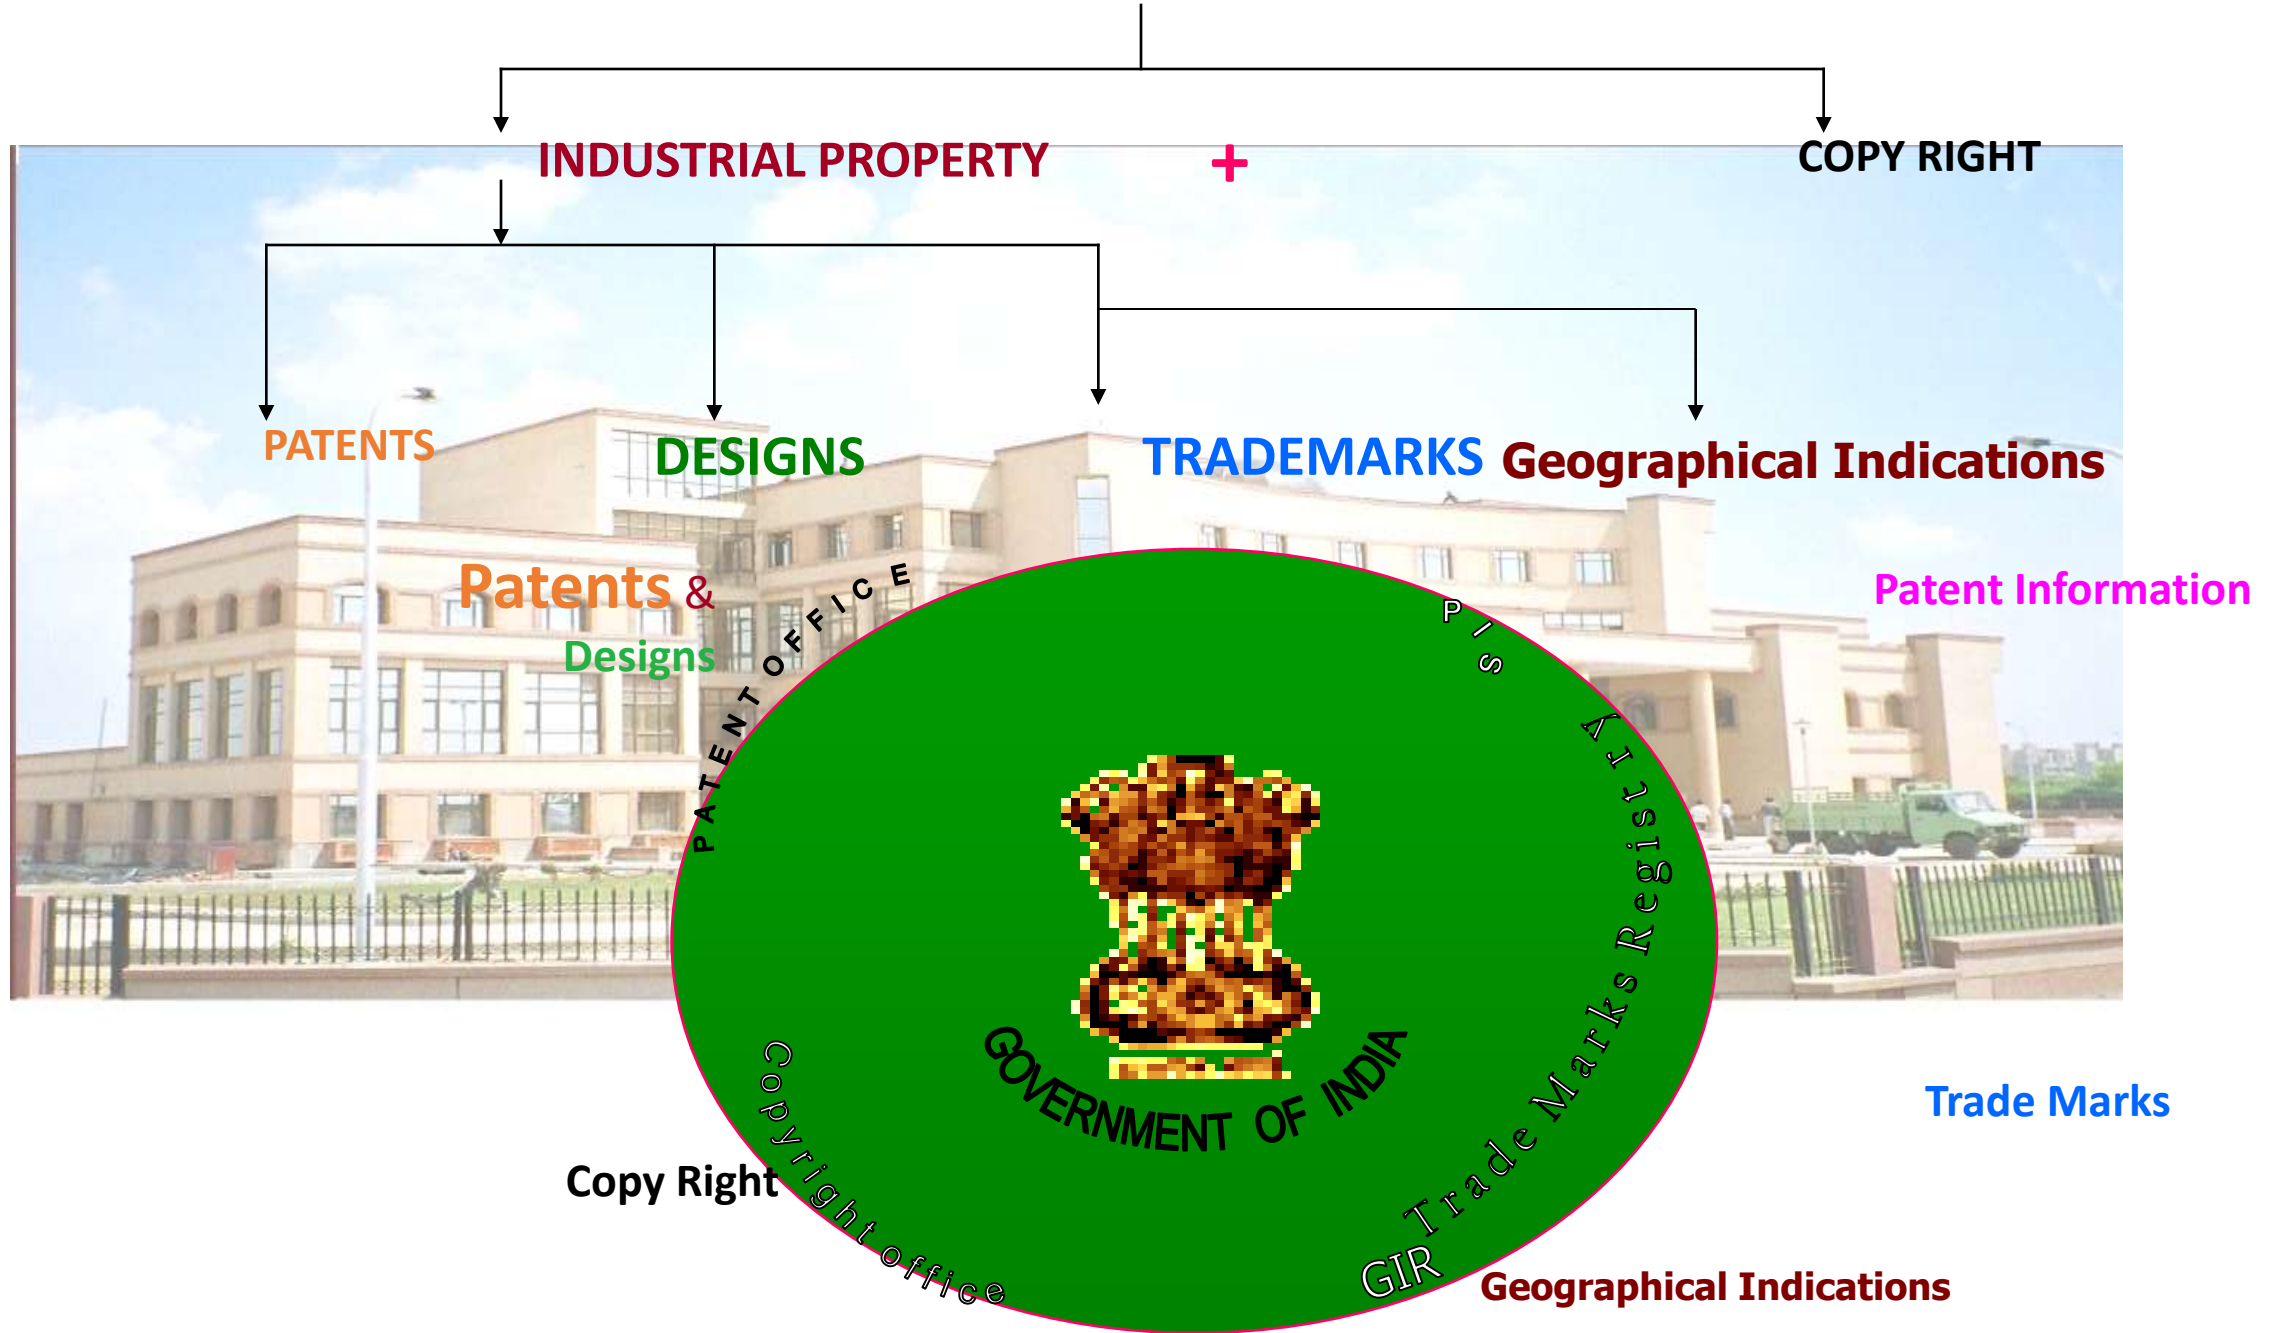 INDUSTRIAL PROPERTY + COPY RIGHT
PATENTS DESIGNS TRADEMARKS Geographical Indications
Patents &
Designs
PATENT OFFICE
PIS
Patent Information
Trade Marks Registry
GOVERNMENT OF INDIA
Trade Marks
Copy Right
Copyright office
GIR
Geographical Indications